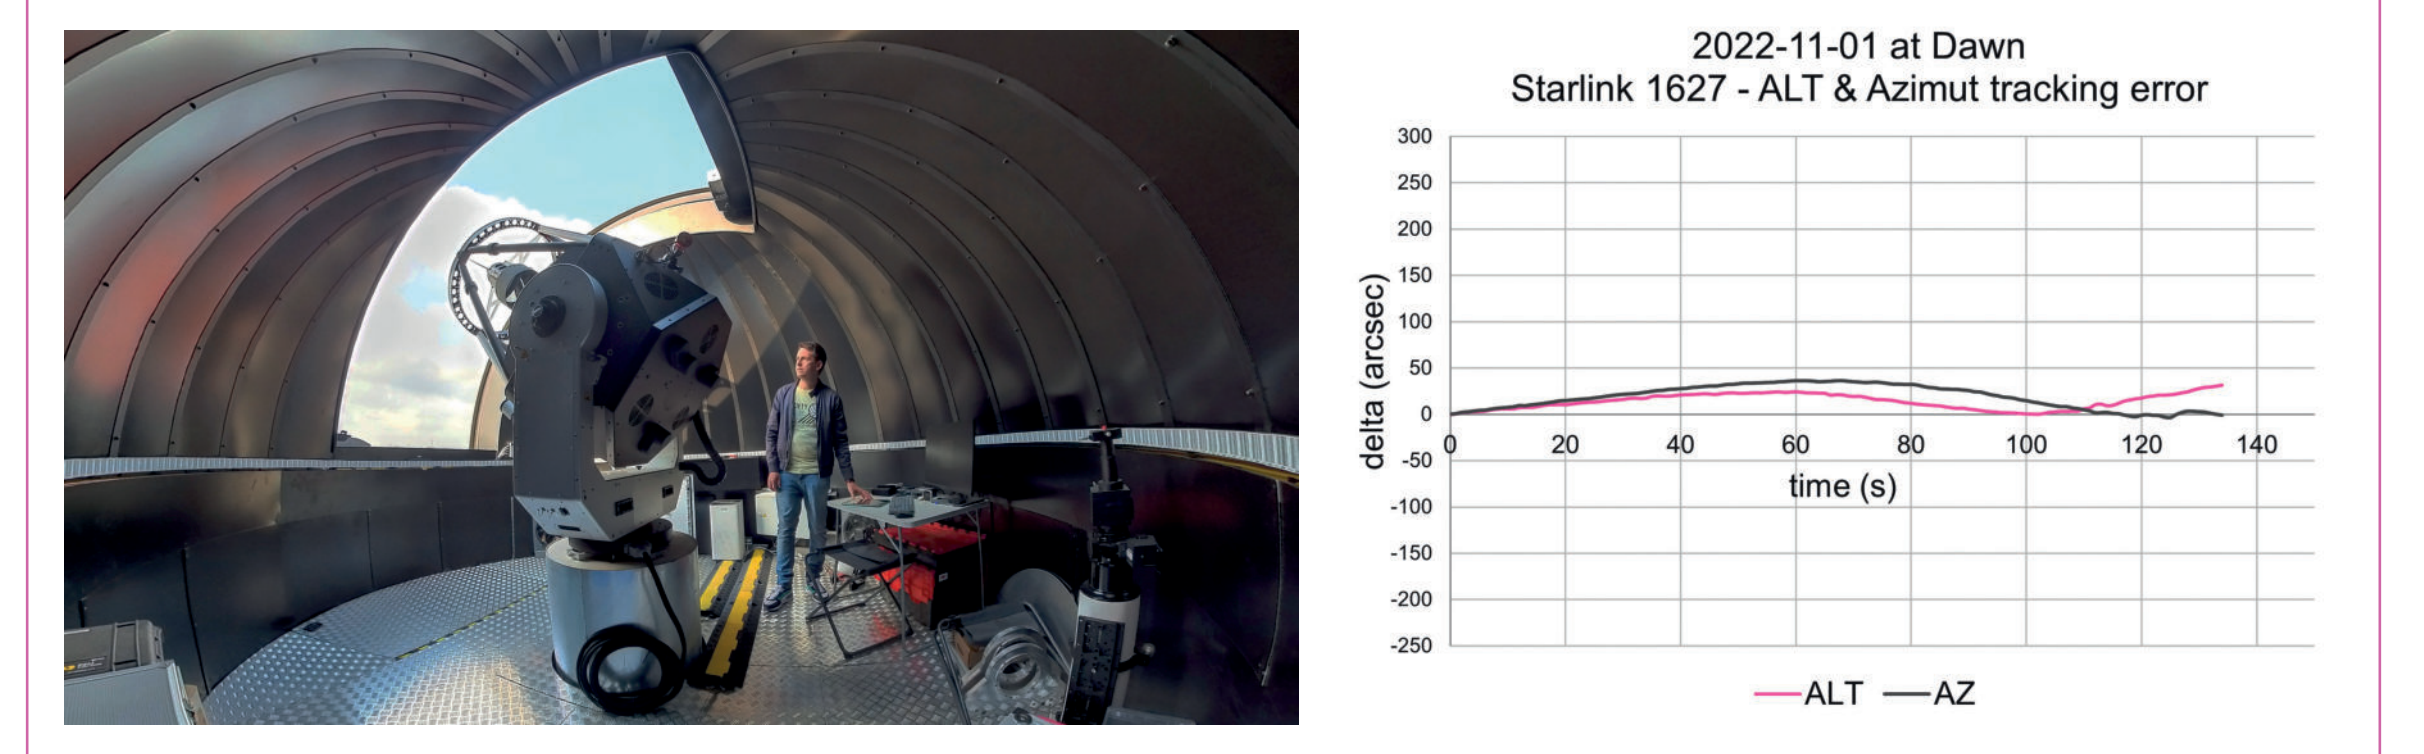 2022-11-01 at Dawn
Starlink 1627 - ALT & Azimut tracking error
300
250
200
150
100
50
0
-50
-100
-150
-200
-250
delta (arcsec)
0 20 40 60 80 100 120 140
time (s)
ALT AZ